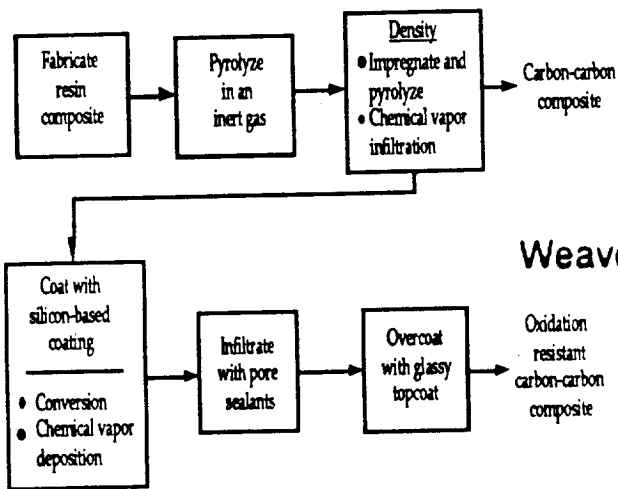 Fabricate
resin
composite
Pyrolyze
in an
inert gas
Density
• Impregnate and
pyrolyze
• Chemical vapor
infiltration
Carbon-carbon
composite
Weave
Coat with
silicon-based
coating
• Conversion
• Chemical vapor
deposition
Infiltrate
with pore
sealants
Overcoat
with glassy
topcoat
Oxidation
resistant
carbon-carbon
composite